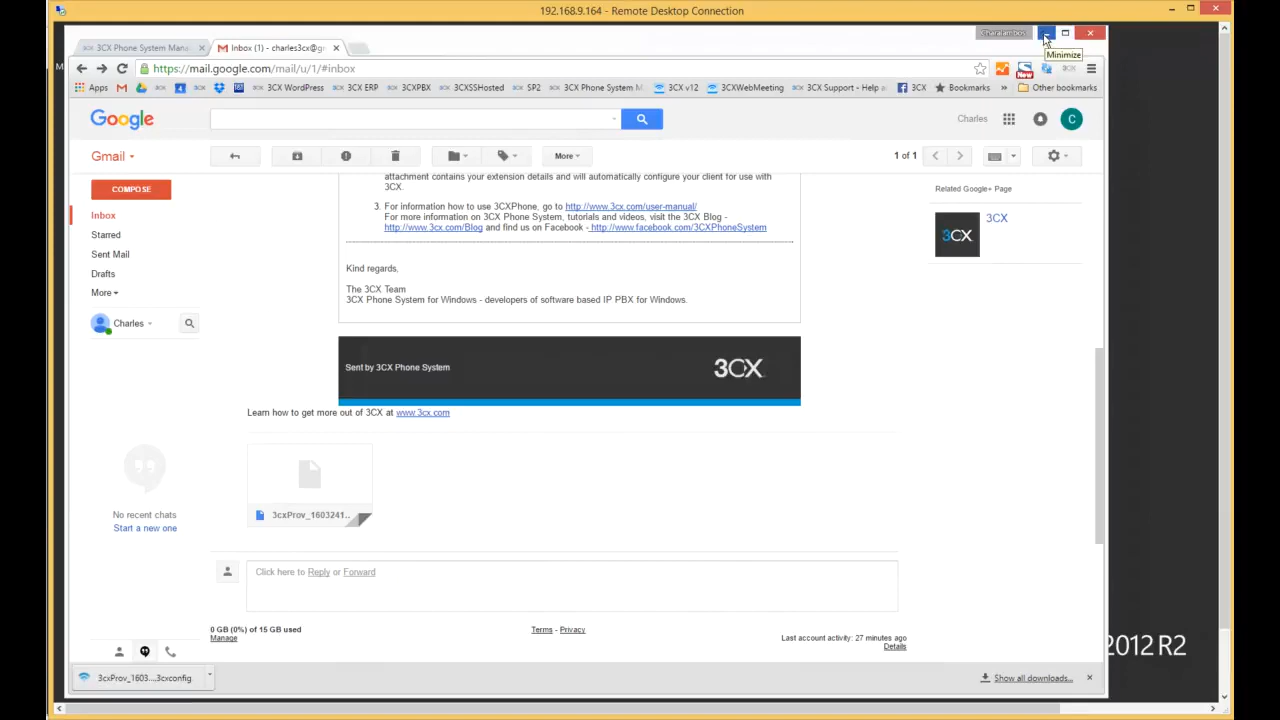 192.168.9.164 - Remote Desktop Connection
3CX Phone System Mana
Inbox (1) - charles3cx@g
Charalambos
Minimize
https://mail.google.com/mail/u/1/#inbox
New
3CX
Apps
3CX WordPress
3CX ERP
3CXPBX
3CXSSHosted
SP2
3CX Phone System M
3CX v12
3CXWebMeeting
3CX Support - Help a
3CX
Bookmarks
»
Other bookmarks
Google
Charles
C
Gmail
More
1 of 1
COMPOSE
Inbox
Starred
Sent Mail
Drafts
More
Charles
attachment contains your extension details and will automatically configure your client for use with
3CX.
3. For information how to use 3CXPhone, go to http://www.3cx.com/user-manual/
For more information on 3CX Phone System, tutorials and videos, visit the 3CX Blog -
http://www.3cx.com/Blog and find us on Facebook - http://www.facebook.com/3CXPhoneSystem
Kind regards,
The 3CX Team
3CX Phone System for Windows - developers of software based IP PBX for Windows.
Sent by 3CX Phone System
3CX
Learn how to get more out of 3CX at www.3cx.com
Related Google+ Page
3CX
3CX
No recent chats
Start a new one
3cxProv_1603241..
Click here to Reply or Forward
0 GB (0%) of 15 GB used
Manage
Terms - Privacy
Last account activity: 27 minutes ago
Details
2012 R2
3cxProv_1603....3cxconfig
Show all downloads...